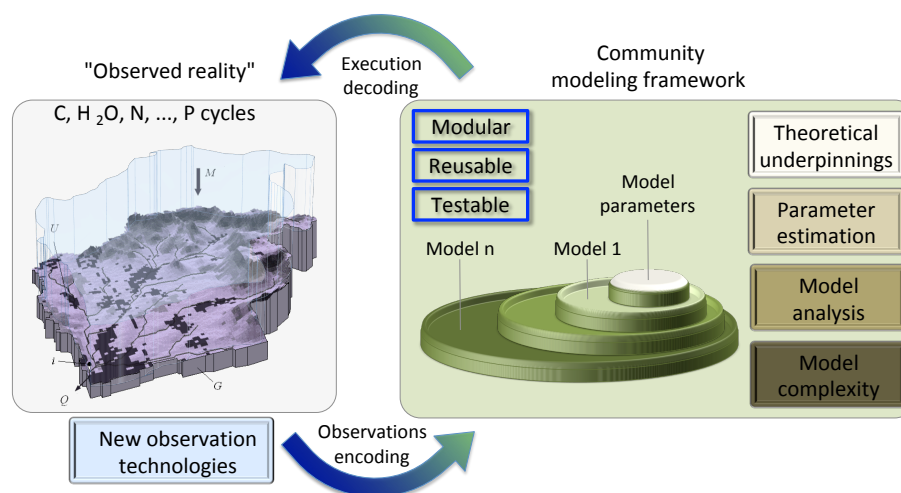 "Observed reality"
Execution
decoding
Community
modeling framework
C, H 2O, N, ..., P cycles
M
U
i
Q
G
Modular
Reusable
Testable
Model
parameters
Model n
Model 1
Theoretical
underpinnings
Parameter
estimation
Model
analysis
Model
complexity
New observation
technologies
Observations
encoding